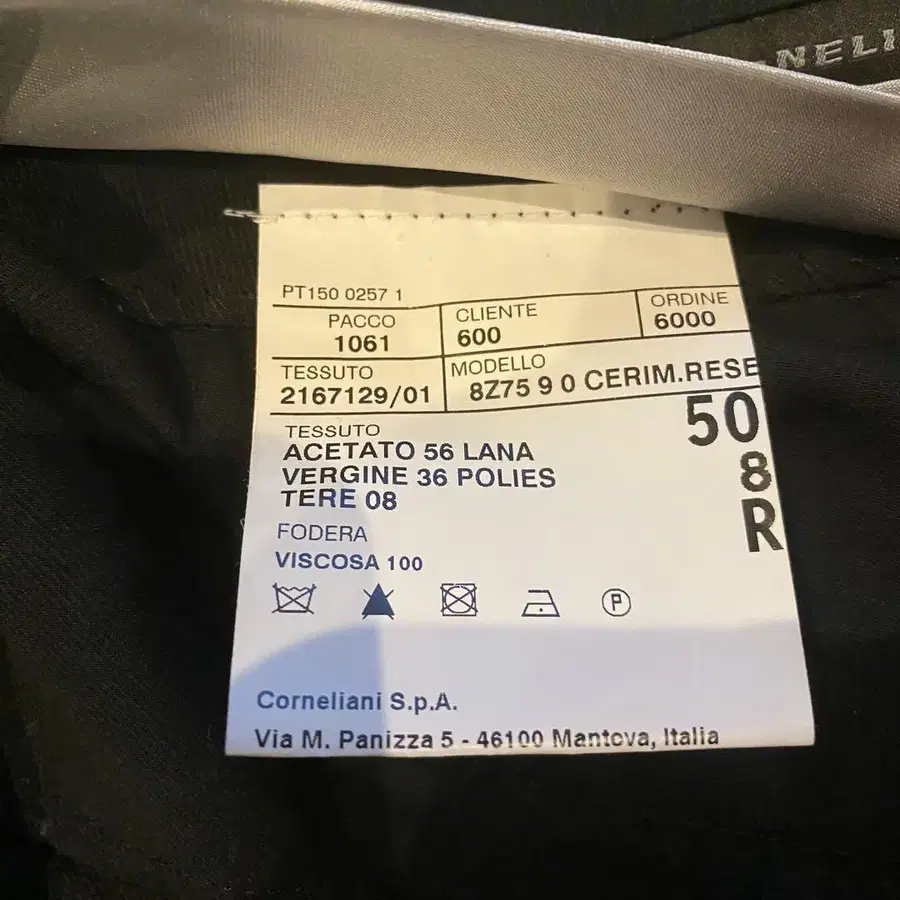 NELI
PT150 0257 1
PACCO
1061
CLIENTE
600
ORDINE
6000
TESSUTO
2167129/01
MODELLO
8Z75 9 0 CERIM.RESE
50
8
R
TESSUTO
ACETATO 56 LANA
VERGINE 36 POLIES
TERE 08
FODERA
VISCOSA 100
P
Corneliani S.p.A.
Via M. Panizza 5 - 46100 Mantova, Italia